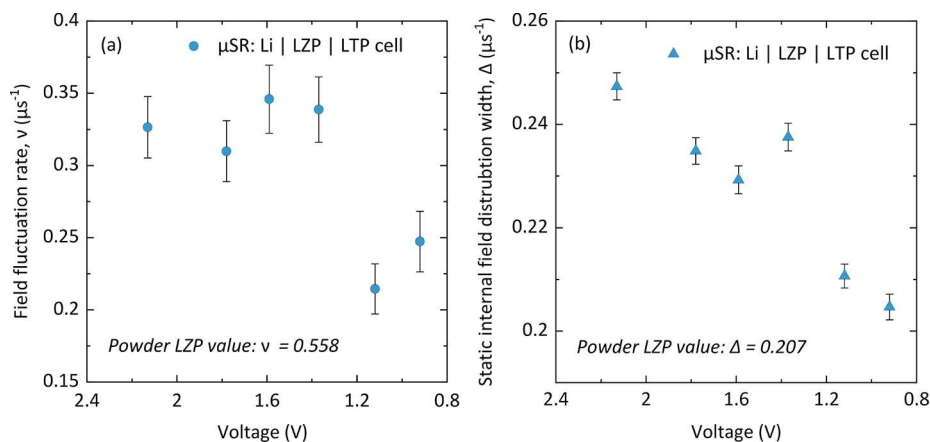 (a)
μSR: Li | LZP | LTP cell
Field fluctuation rate, ν (μs⁻¹)
0.4
0.35
0.3
0.25
0.2
0.15
Powder LZP value: ν = 0.558
2.4 2 1.6 1.2 0.8
Voltage (V)
(b)
μSR: Li | LZP | LTP cell
Static internal field distrubtion width, Δ (μs⁻¹)
0.26
0.24
0.22
0.2
Powder LZP value: Δ = 0.207
2.4 2 1.6 1.2 0.8
Voltage (V)